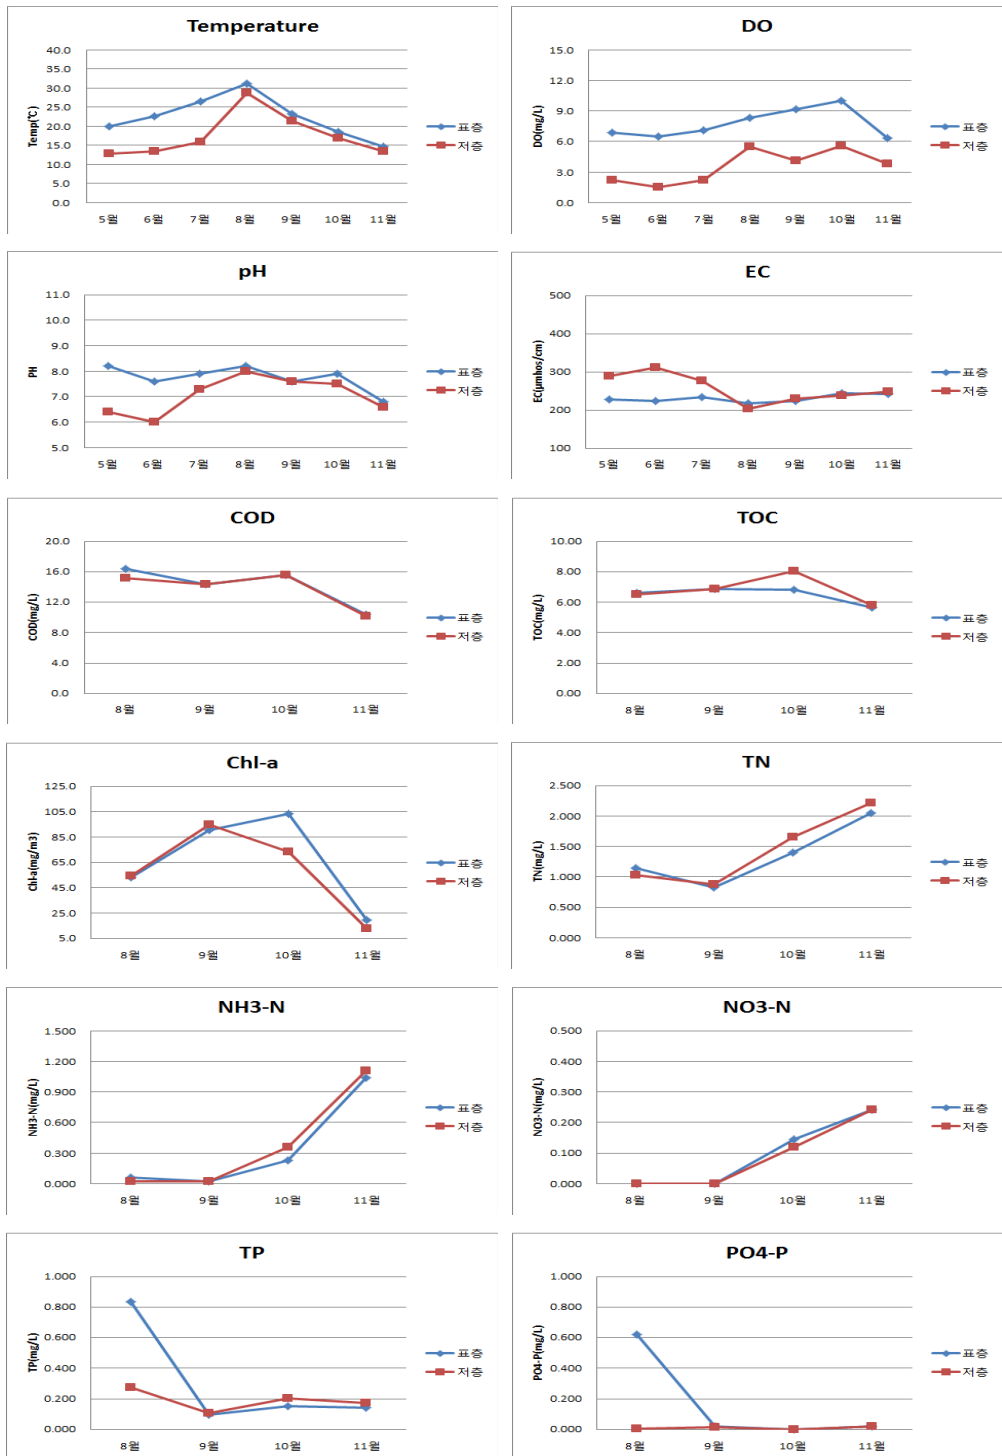 Temperature
40.0
35.0
30.0
25.0
20.0
15.0
10.0
5.0
0.0
Temp(℃)
5월 6월 7월 8월 9월 10월 11월
표층
저층
DO
15.0
12.0
9.0
6.0
3.0
0.0
DO(mg/L)
5월 6월 7월 8월 9월 10월 11월
표층
저층
pH
11.0
10.0
9.0
8.0
7.0
6.0
5.0
PH
5월 6월 7월 8월 9월 10월 11월
표층
저층
EC
500
400
300
200
100
EC(μmhos/cm)
5월 6월 7월 8월 9월 10월 11월
표층
저층
COD
20.0
16.0
12.0
8.0
4.0
0.0
COD(mg/L)
8월 9월 10월 11월
표층
저층
TOC
10.00
8.00
6.00
4.00
2.00
0.00
TOC(mg/L)
8월 9월 10월 11월
표층
저층
Chl-a
125.0
105.0
85.0
65.0
45.0
25.0
5.0
Chl-a(mg/m3)
8월 9월 10월 11월
표층
저층
TN
2.500
2.000
1.500
1.000
0.500
0.000
TN(mg/L)
8월 9월 10월 11월
표층
저층
NH3-N
1.500
1.200
0.900
0.600
0.300
0.000
NH3-N(mg/L)
8월 9월 10월 11월
표층
저층
NO3-N
0.500
0.400
0.300
0.200
0.100
0.000
NO3-N(mg/L)
8월 9월 10월 11월
표층
저층
TP
1.000
0.800
0.600
0.400
0.200
0.000
TP(mg/L)
8월 9월 10월 11월
표층
저층
PO4-P
1.000
0.800
0.600
0.400
0.200
0.000
PO4-P(mg/L)
8월 9월 10월 11월
표층
저층